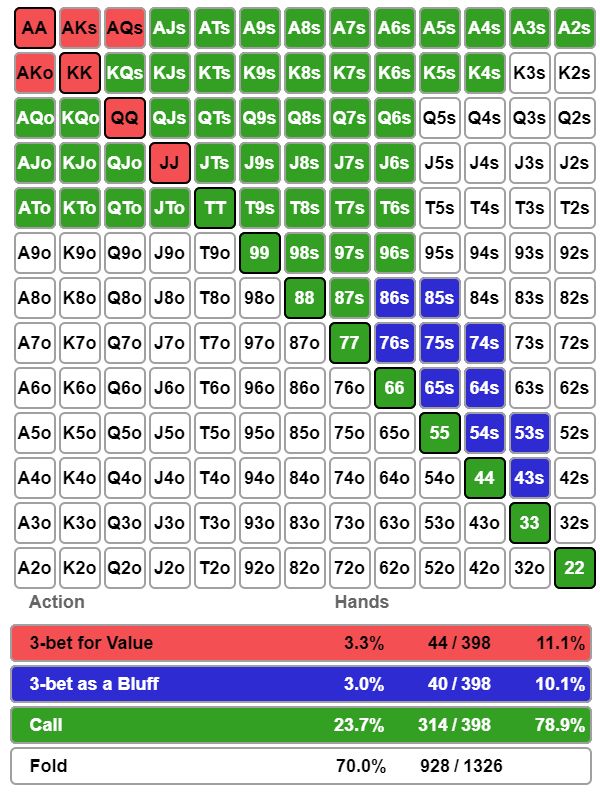 AA AKs AQs AJs ATs A9s A8s A7s A6s A5s A4s A3s A2s
AKo KK KQs KJs KTs K9s K8s K7s K6s K5s K4s K3s K2s
AQo KQo QQ QJs QTs Q9s Q8s Q7s Q6s Q5s Q4s Q3s Q2s
AJo KJo QJo JJ JTs J9s J8s J7s J6s J5s J4s J3s J2s
ATo KTo QTo JTo TT T9s T8s T7s T6s T5s T4s T3s T2s
A9o K9o Q9o J9o T9o 99 98s 97s 96s 95s 94s 93s 92s
A8o K8o Q8o J8o T8o 98o 88 87s 86s 85s 84s 83s 82s
A7o K7o Q7o J7o T7o 97o 87o 77 76s 75s 74s 73s 72s
A6o K6o Q6o J6o T6o 96o 86o 76o 66 65s 64s 63s 62s
A5o K5o Q5o J5o T5o 95o 85o 75o 65o 55 54s 53s 52s
A4o K4o Q4o J4o T4o 94o 84o 74o 64o 54o 44 43s 42s
A3o K3o Q3o J3o T3o 93o 83o 73o 63o 53o 43o 33 32s
A2o K2o Q2o J2o T2o 92o 82o 72o 62o 52o 42o 32o 22
Action Hands
3-bet for Value 3.3% 44 / 398 11.1%
3-bet as a Bluff 3.0% 40 / 398 10.1%
Call 23.7% 314 / 398 78.9%
Fold 70.0% 928 / 1326